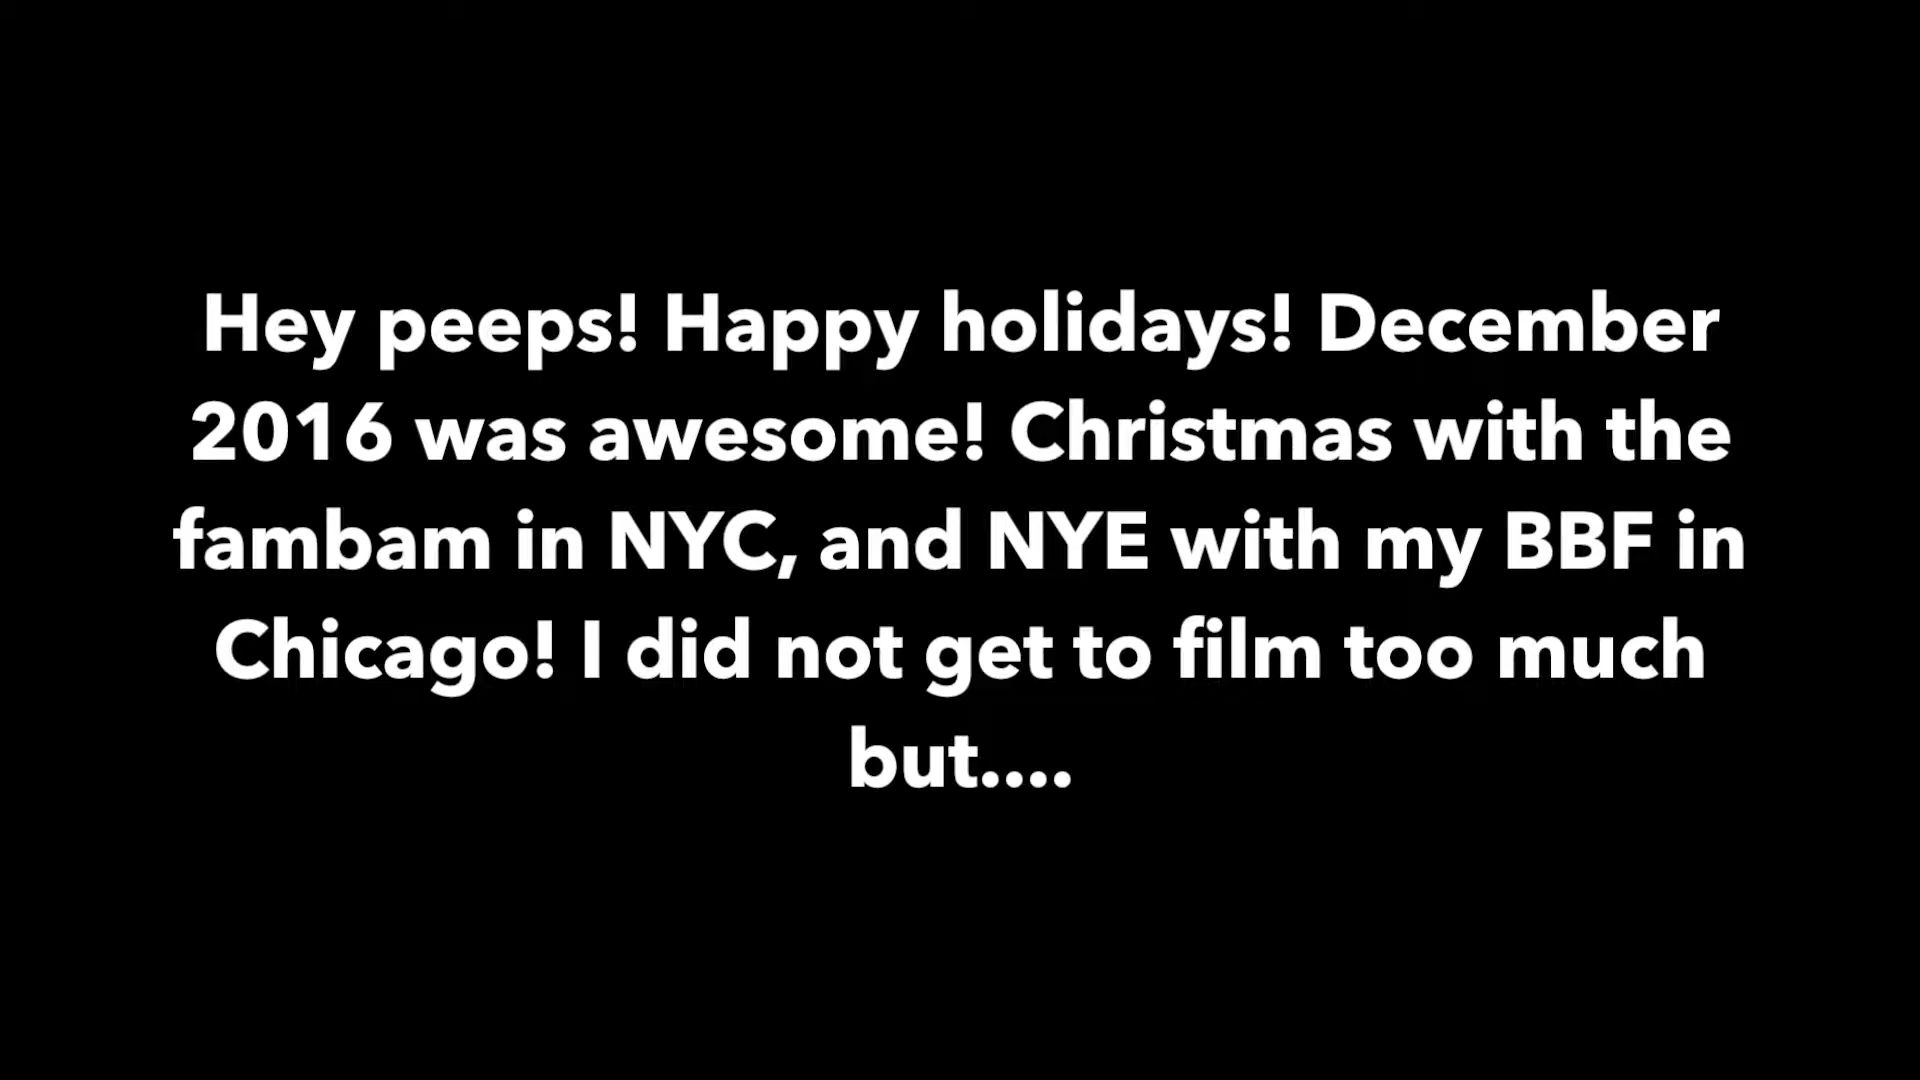 Hey peeps! Happy holidays! December
2016 was awesome! Christmas with the
fambam in NYC, and NYE with my BBF in
Chicago! I did not get to film too much
but....